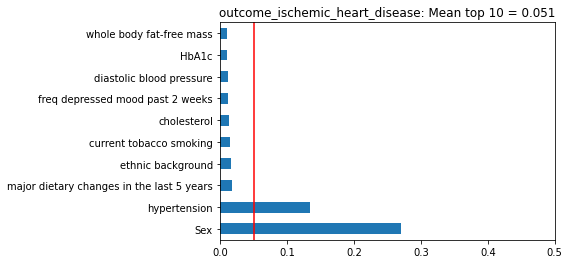 outcome_ischemic_heart_disease: Mean top 10 = 0.051
whole body fat-free mass
HbA1c
diastolic blood pressure
freq depressed mood past 2 weeks
cholesterol
current tobacco smoking
ethnic background
major dietary changes in the last 5 years
hypertension
Sex
0.0 0.1 0.2 0.3 0.4 0.5